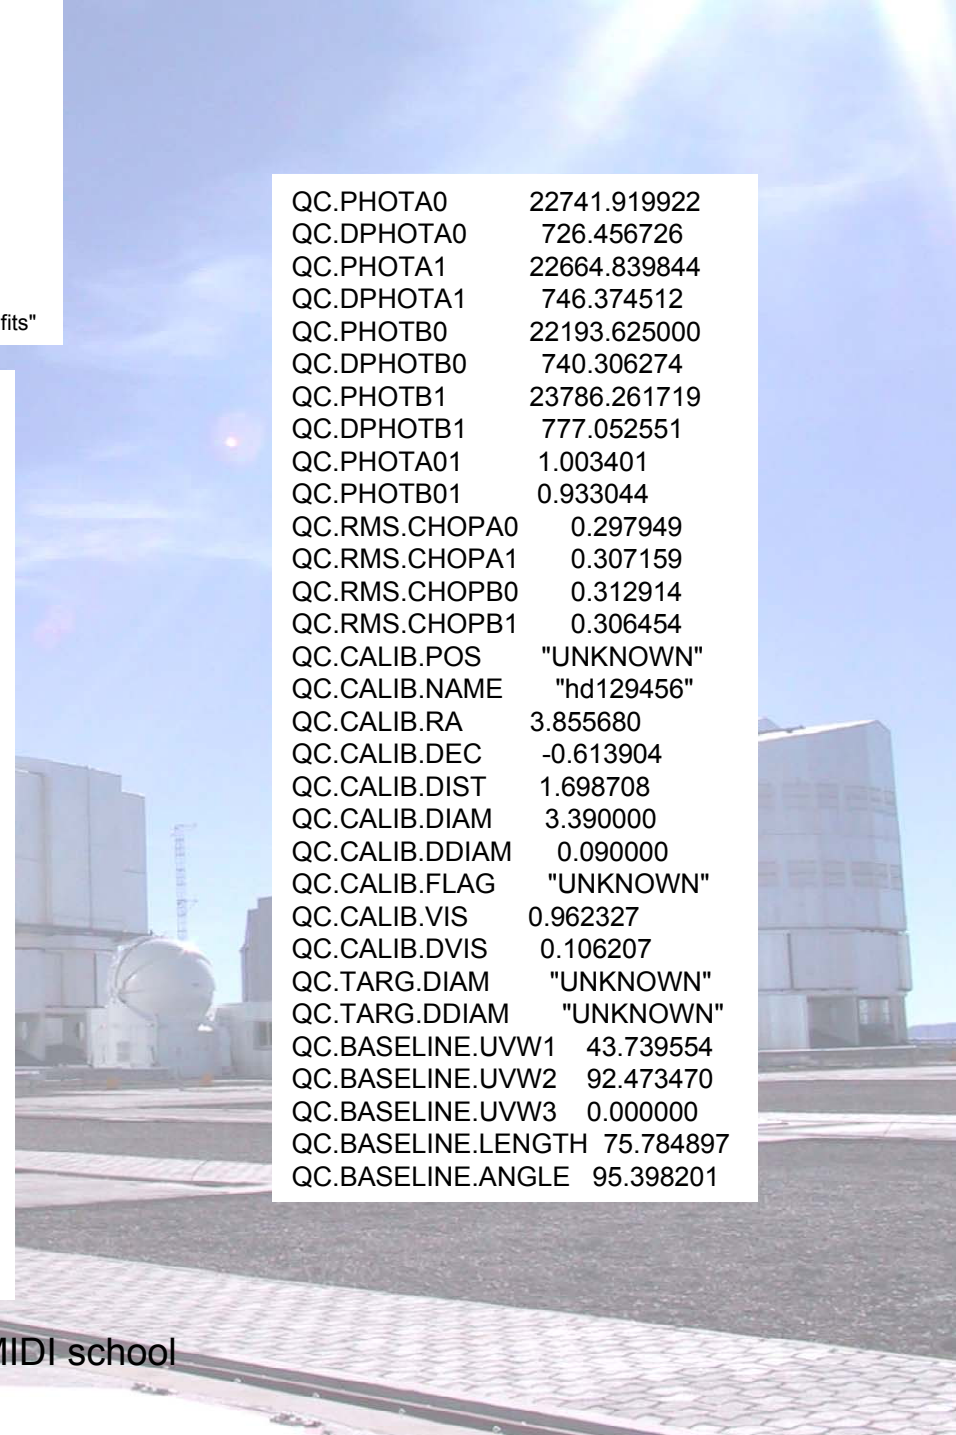 fits"
QC.PHOTA0 22741.919922
QC.DPHOTA0 726.456726
QC.PHOTA1 22664.839844
QC.DPHOTA1 746.374512
QC.PHOTB0 22193.625000
QC.DPHOTB0 740.306274
QC.PHOTB1 23786.261719
QC.DPHOTB1 777.052551
QC.PHOTA01 1.003401
QC.PHOTB01 0.933044
QC.RMS.CHOPA0 0.297949
QC.RMS.CHOPA1 0.307159
QC.RMS.CHOPB0 0.312914
QC.RMS.CHOPB1 0.306454
QC.CALIB.POS "UNKNOWN"
QC.CALIB.NAME "hd129456"
QC.CALIB.RA 3.855680
QC.CALIB.DEC -0.613904
QC.CALIB.DIST 1.698708
QC.CALIB.DIAM 3.390000
QC.CALIB.DDIAM 0.090000
QC.CALIB.FLAG "UNKNOWN"
QC.CALIB.VIS 0.962327
QC.CALIB.DVIS 0.106207
QC.TARG.DIAM "UNKNOWN"
QC.TARG.DDIAM "UNKNOWN"
QC.BASELINE.UVW1 43.739554
QC.BASELINE.UVW2 92.473470
QC.BASELINE.UVW3 0.000000
QC.BASELINE.LENGTH 75.784897
QC.BASELINE.ANGLE 95.398201
MIDI school